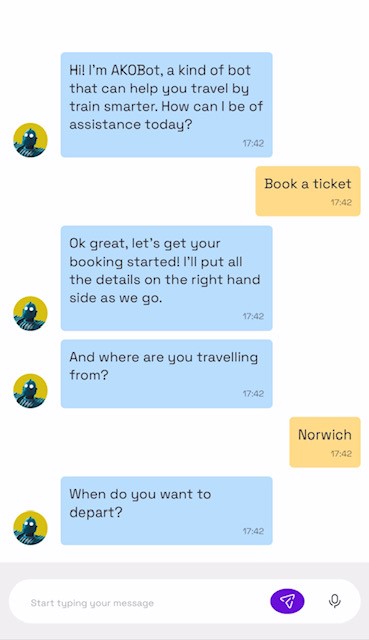 Hi! I'm AKOBot, a kind of bot
that can help you travel by
train smarter. How can I be of
assistance today?
17:42
Book a ticket
17:42
Ok great, let's get your
booking started! I'll put all
the details on the right hand
side as we go.
17:42
And where are you travelling
from?
17:42
Norwich
17:42
When do you want to
depart?
17:42
Start typing your message